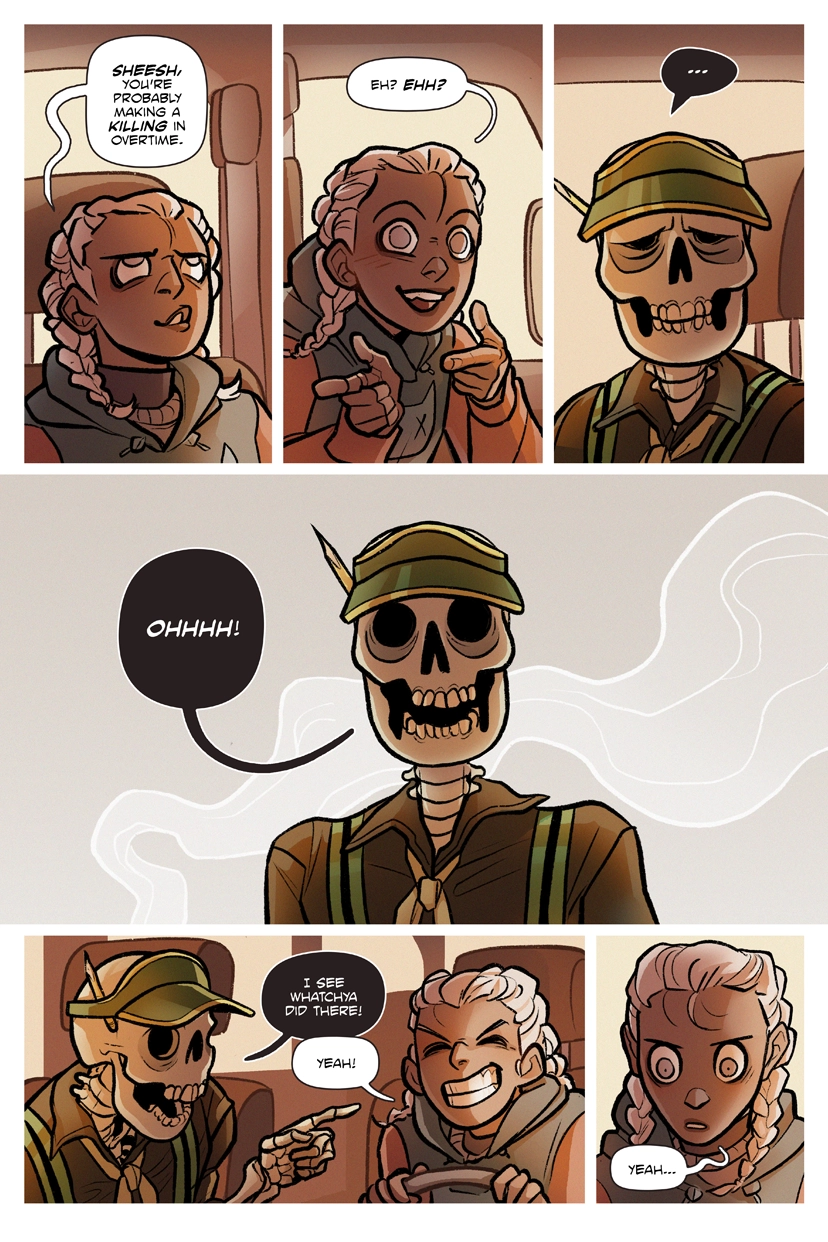 SHEESH,
YOU'RE
PROBABLY
MAKING A
KILLING IN
OVERTIME.
EH? EHH?
...
OHHHH!
I SEE
WHATCHYA
DID THERE!
YEAH!
YEAH...